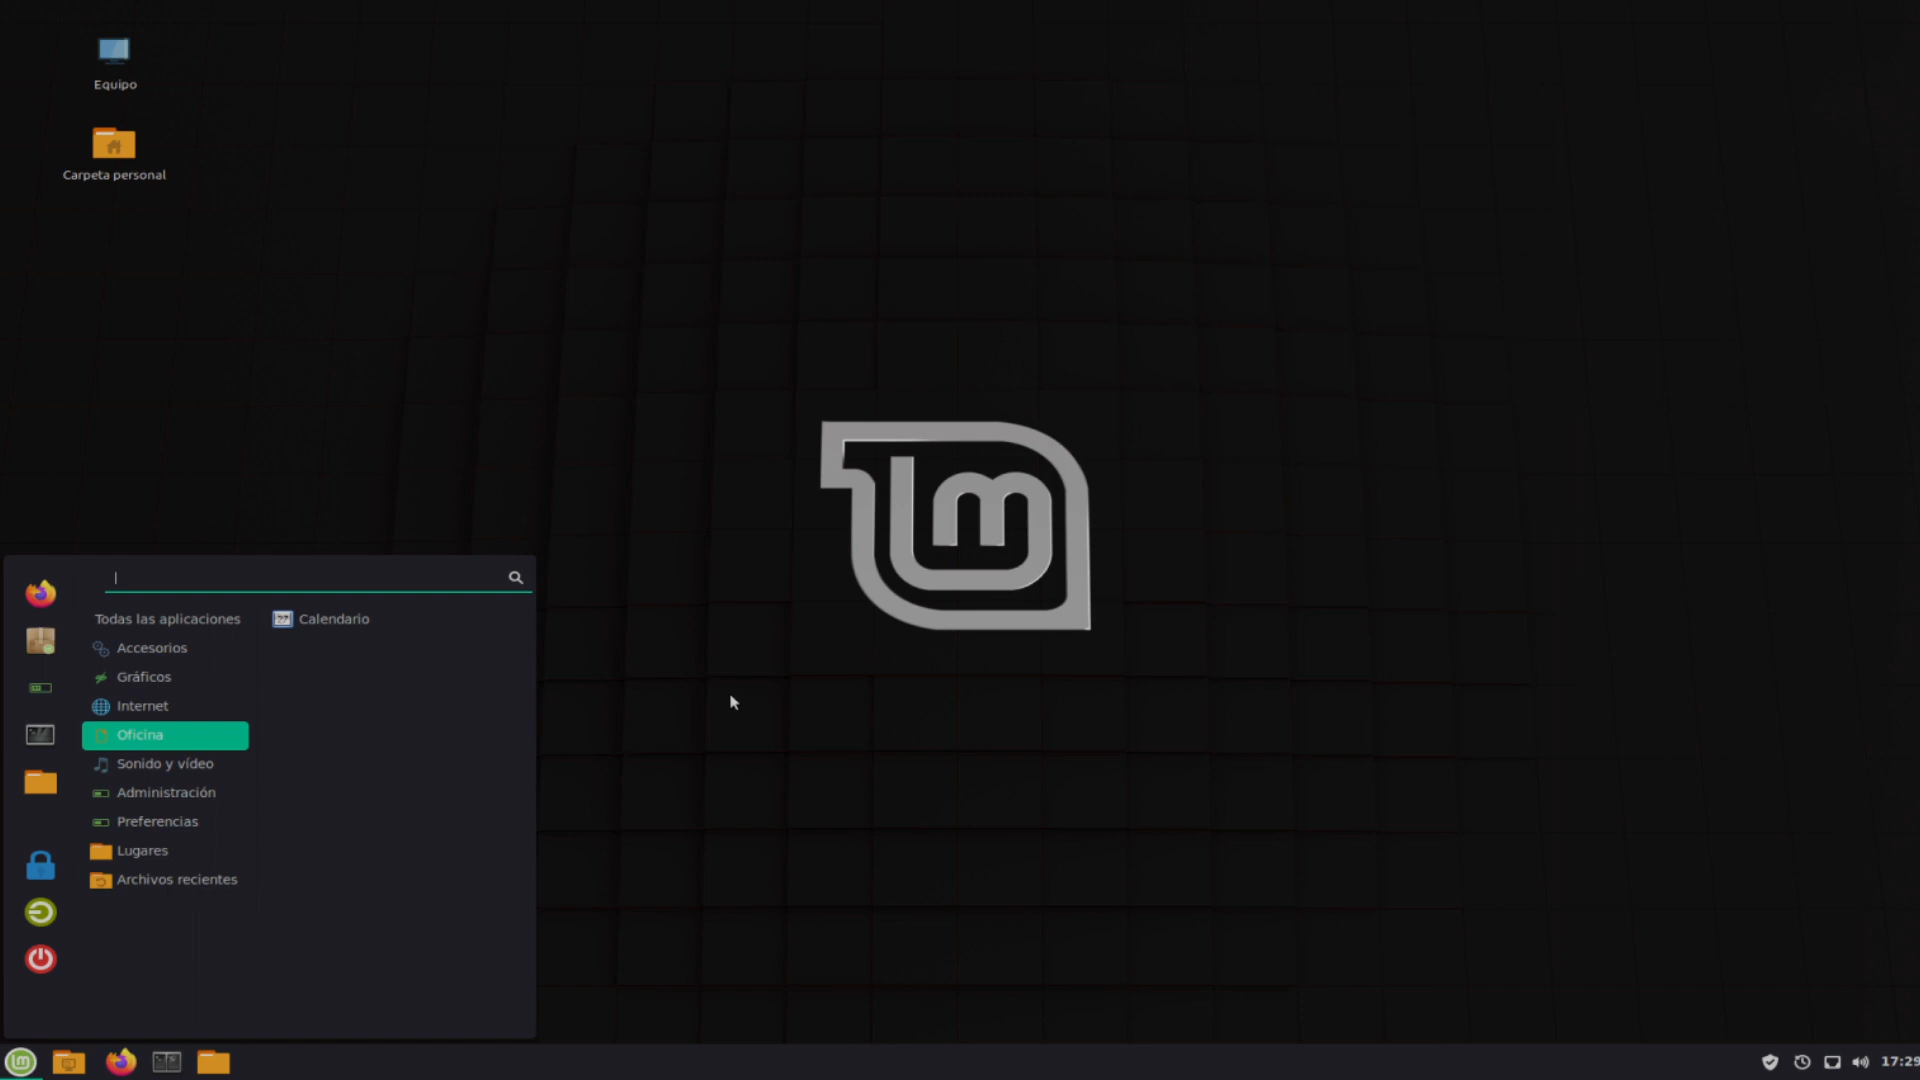 Equipo
Carpeta personal
lm
Todas las aplicaciones
Calendario
Accesorios
Gráficos
Internet
Oficina
Sonido y vídeo
Administración
Preferencias
Lugares
Archivos recientes
17:29